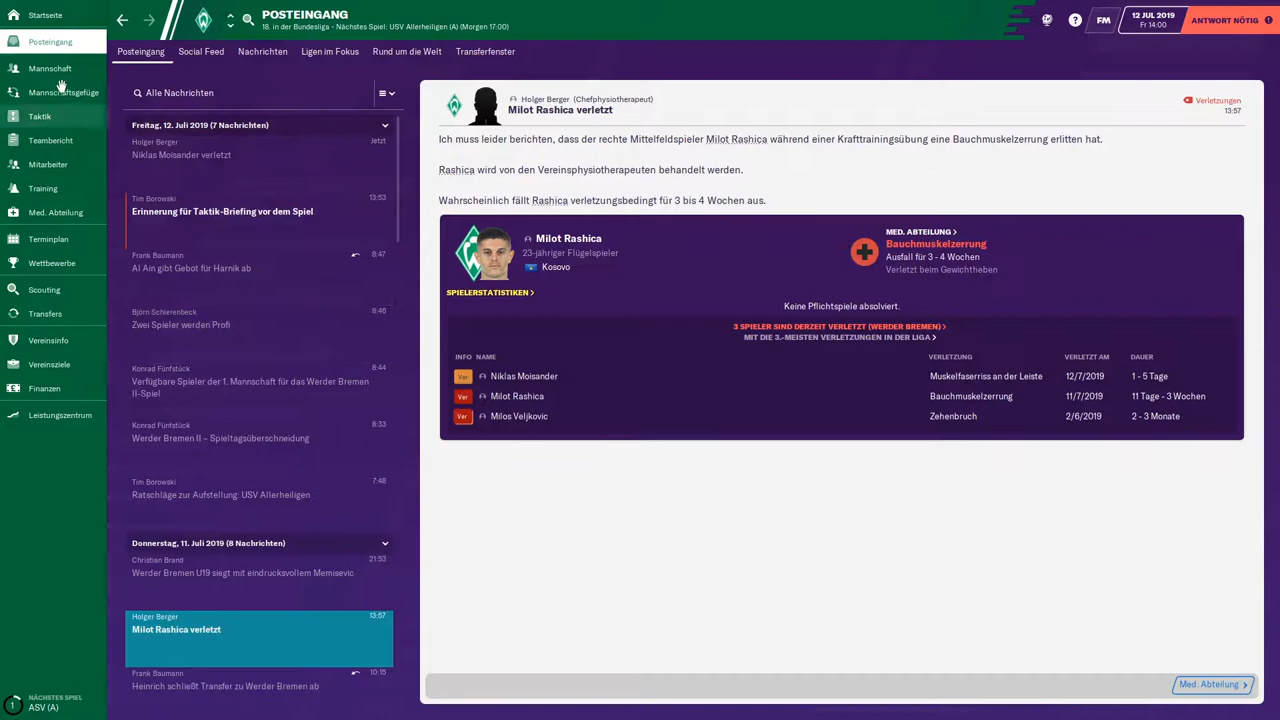 Startseite
Posteingang
Mannschaft
Mannschaftsgefüge
Taktik
Teambericht
Mitarbeiter
Training
Med. Abteilung
Terminplan
Wettbewerbe
Scouting
Transfers
Vereinsinfo
Vereinsziele
Finanzen
Leistungszentrum
1
NÄCHSTES SPIEL
ASV (A)
POSTEINGANG
18. in der Bundesliga - Nächstes Spiel: USV Allerheiligen (A) (Morgen 17:00)
FM
12 JUL 2019
Fr 14:00
ANTWORT NÖTIG
Posteingang Social Feed Nachrichten Ligen im Fokus Rund um die Welt Transferfenster
Alle Nachrichten
Freitag, 12. Juli 2019 (7 Nachrichten)
Holger Berger Jetzt
Niklas Moisander verletzt
Tim Borowski 13:53
Erinnerung für Taktik-Briefing vor dem Spiel
Frank Baumann 8:47
Al Ain gibt Gebot für Harnik ab
Björn Schierenbeck 8:46
Zwei Spieler werden Profi
Konrad Fünfstück 8:44
Verfügbare Spieler der 1. Mannschaft für das Werder Bremen
II-Spiel
Konrad Fünfstück 8:33
Werder Bremen II – Spieltagsüberschneidung
Tim Borowski 7:48
Ratschläge zur Aufstellung: USV Allerheiligen
Donnerstag, 11. Juli 2019 (8 Nachrichten)
Christian Brand 21:53
Werder Bremen U19 siegt mit eindrucksvollem Memisevic
Holger Berger 13:57
Milot Rashica verletzt
Frank Baumann 10:15
Heinrich schließt Transfer zu Werder Bremen ab
Holger Berger (Chefphysiotherapeut)
Milot Rashica verletzt
Verletzungen
13:57
Ich muss leider berichten, dass der rechte Mittelfeldspieler Milot Rashica während einer Krafttrainingsübung eine Bauchmuskelzerrung erlitten hat.
Rashica wird von den Vereinsphysiotherapeuten behandelt werden.
Wahrscheinlich fällt Rashica verletzungsbedingt für 3 bis 4 Wochen aus.
Milot Rashica
23-jähriger Flügelspieler
Kosovo
SPIELERSTATISTIKEN
MED. ABTEILUNG
Bauchmuskelzerrung
Ausfall für 3 - 4 Wochen
Verletzt beim Gewichtheben
Keine Pflichtspiele absolviert.
3 SPIELER SIND DERZEIT VERLETZT (WERDER BREMEN)
MIT DIE 3.-MEISTEN VERLETZUNGEN IN DER LIGA
INFO NAME VERLETZUNG VERLETZT AM DAUER
Ver Niklas Moisander Muskelfaserriss an der Leiste 12/7/2019 1 - 5 Tage
Ver Milot Rashica Bauchmuskelzerrung 11/7/2019 11 Tage - 3 Wochen
Ver Milos Veljkovic Zehenbruch 2/6/2019 2 - 3 Monate
Med. Abteilung